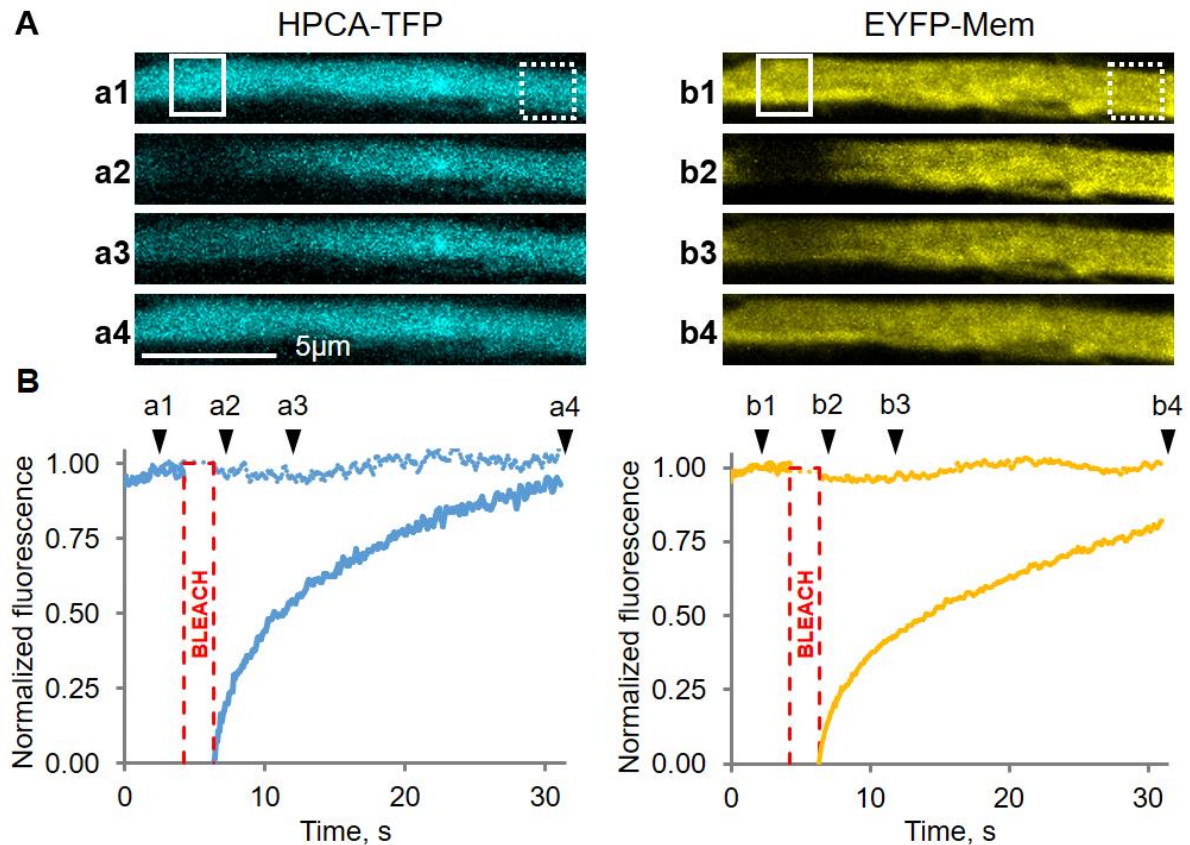 A
HPCA-TFP
EYFP-Mem
a1
b1
a2
b2
a3
b3
a4
5µm
b4
B
a1 a2 a3 a4
b1 b2 b3 b4
Normalized fluorescence
1.00
0.75
0.50
0.25
0.00
BLEACH
0 10 20 30
Time, s
Normalized fluorescence
1.00
0.75
0.50
0.25
0.00
BLEACH
0 10 20 30
Time, s